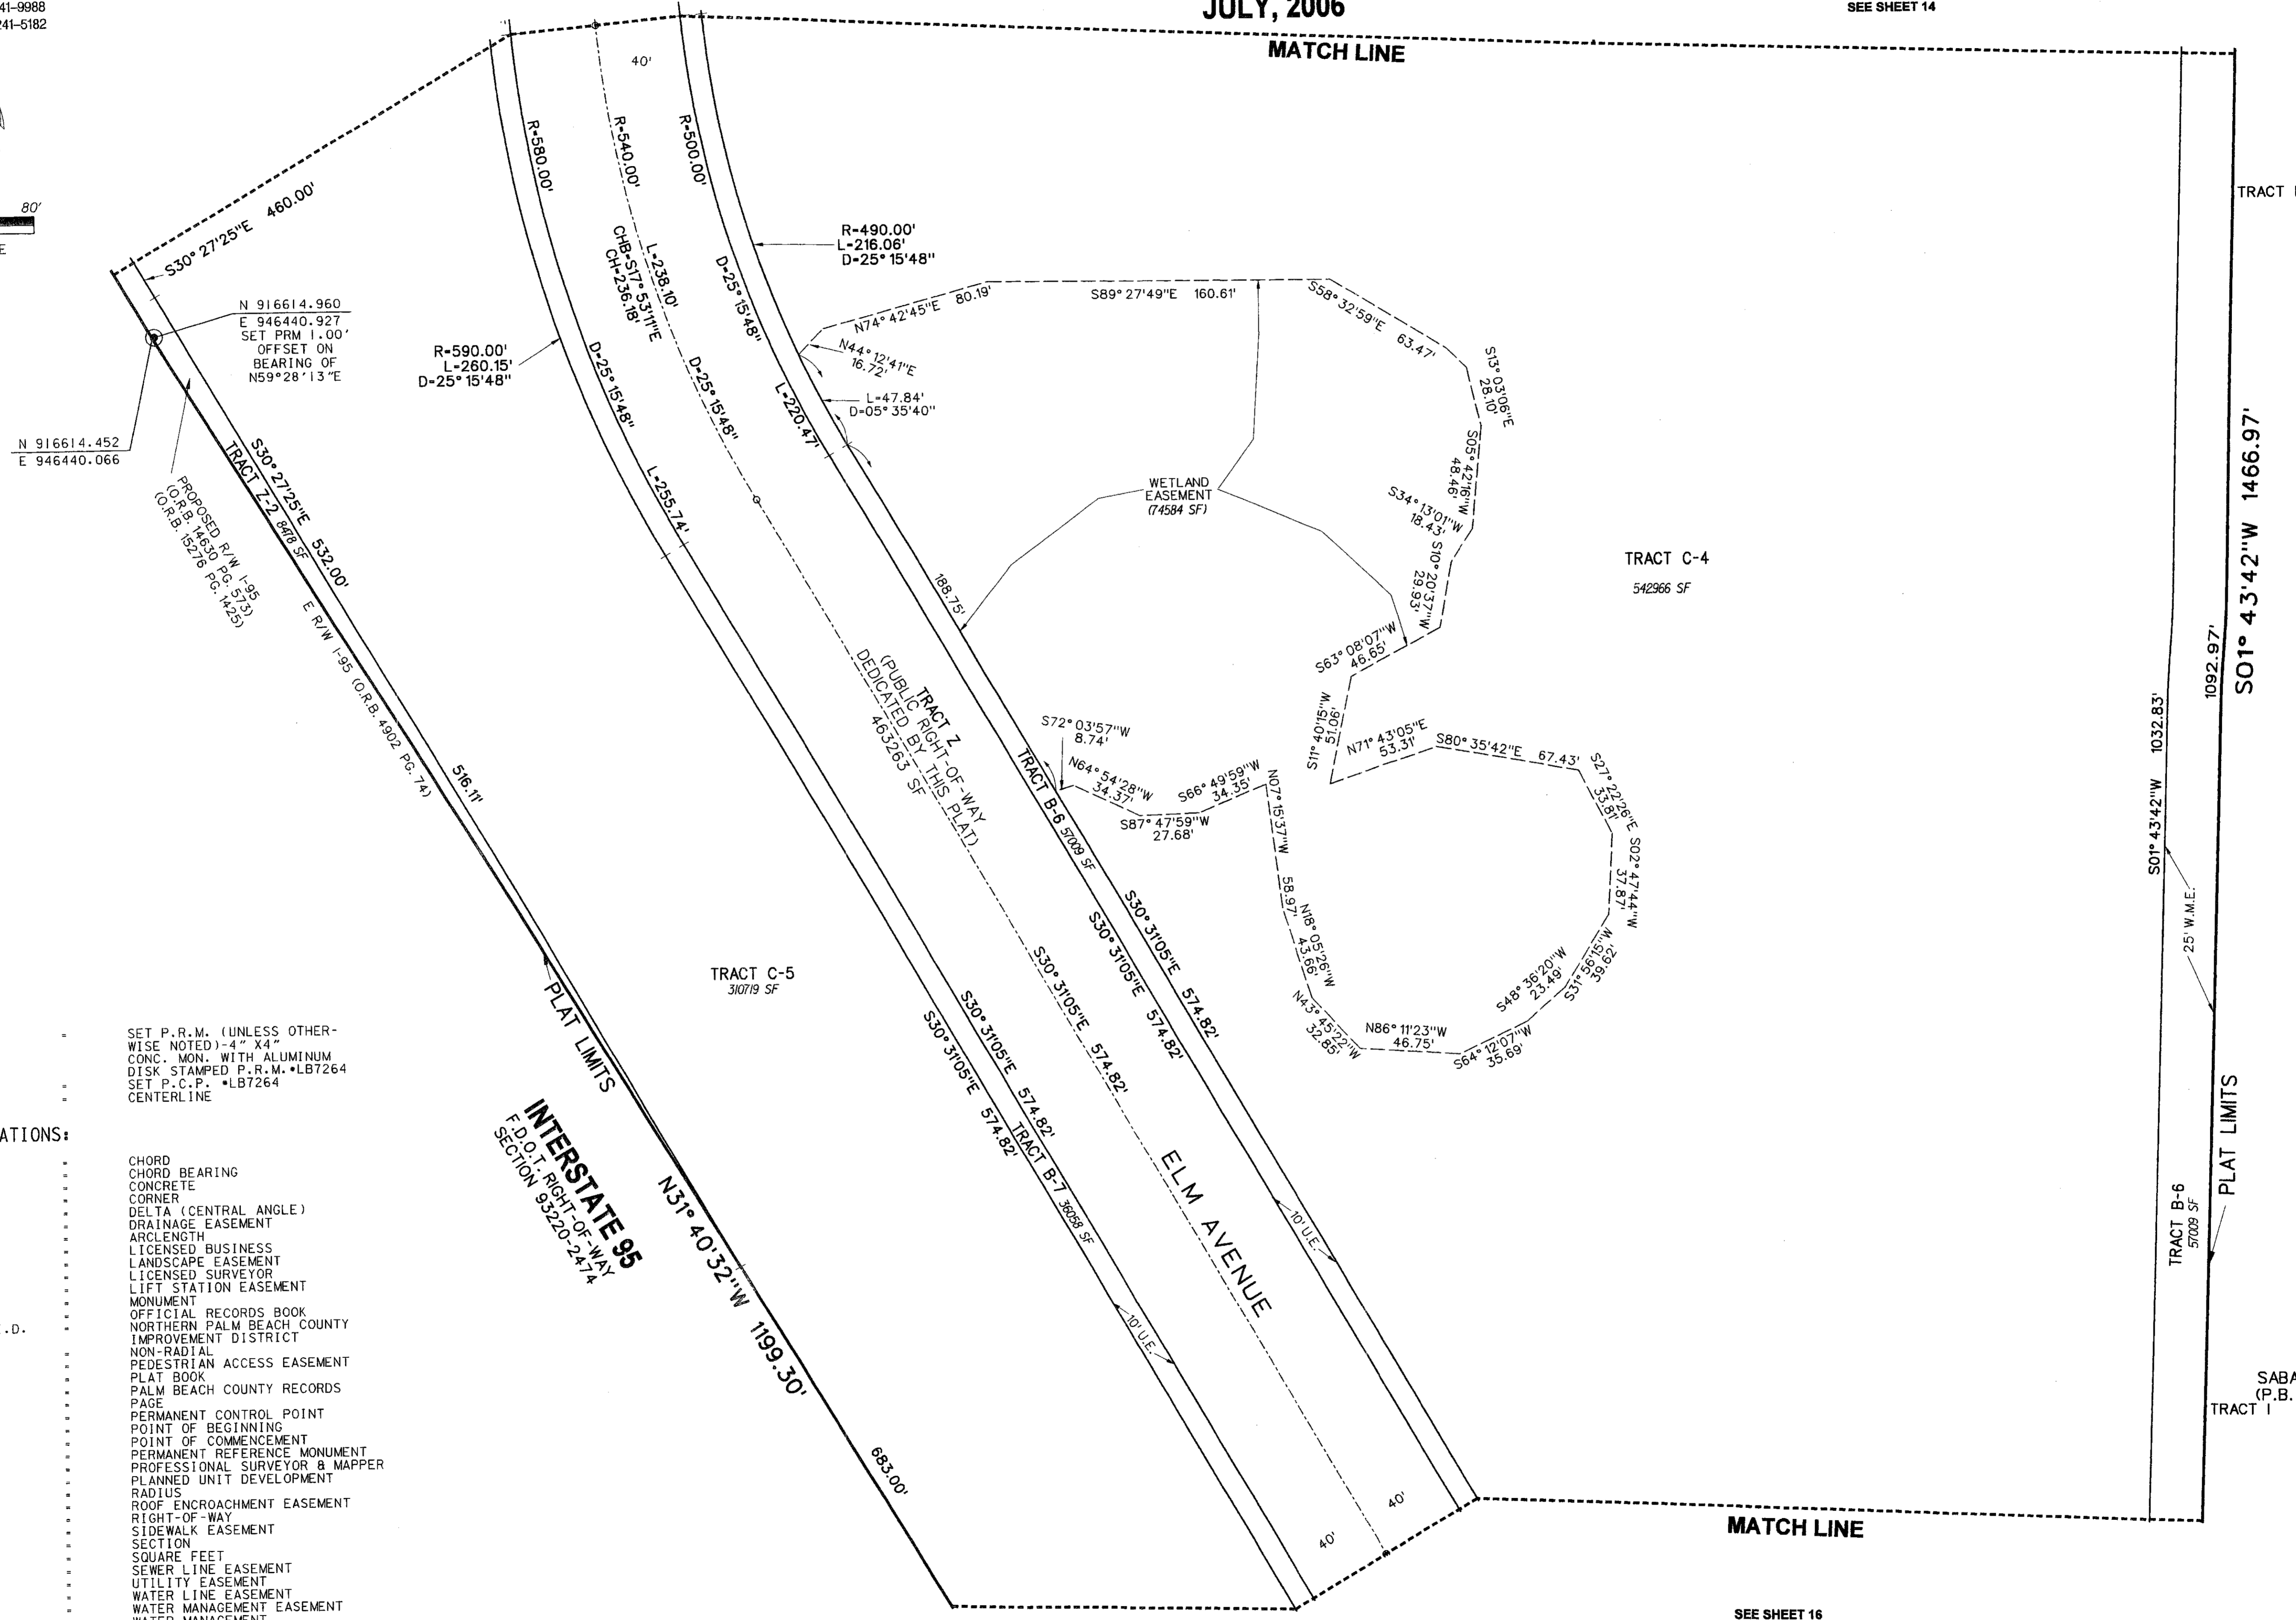 41-9988
241-5182
JULY, 2006
SEE SHEET 14
MATCH LINE
40'
80'
E
S30° 27'25"E 460.00'
N 916614.960
E 946440.927
SET PRM 1.00'
OFFSET ON
BEARING OF
N59°28'13"E
N 916614.452
E 946440.066
PROPOSED R/W I-95
(O.R.B. 14630 PG. 573)
(O.R.B. 15276 PG. 1425)
TRACT Z-2 8478 SF
S30° 27'25"E 532.00'
E R/W I-95 (O.R.B. 4902 PG. 74)
516.11'
PLAT LIMITS
INTERSTATE 95
F.D.O.T. RIGHT-OF-WAY
SECTION 93220-2474
N31° 40'32"W 1199.30'
683.00'
R=580.00'
D=25° 15'48"
L=255.74'
R=590.00'
L=260.15'
D=25° 15'48"
R=540.00'
L=238.10'
CHB=S17° 53'11"E
CH=236.18'
D=25° 15'48"
R=500.00'
D=25° 15'48"
L=220.47'
R=490.00'
L=216.06'
D=25° 15'48"
N74° 42'45"E 80.19'
N44° 12'41"E
16.72'
L=47.84'
D=05° 35'40"
S89° 27'49"E 160.61'
S58° 32'59"E 63.47'
S13° 03'06"E
28.10'
S05° 42'16"W
48.46'
S34° 13'01"W
18.43'
S10° 20'37"W
29.93'
S63° 08'07"W
46.65'
S11° 40'15"W
51.06'
N71° 43'05"E
53.31'
S80° 35'42"E 67.43'
S27° 22'26"E
33.81'
S02° 47'44"W
37.87'
S31° 56'15"W
39.62'
S48° 36'20"W
23.49'
S64° 12'07"W
35.69'
N86° 11'23"W
46.75'
N43° 45'22"W
32.85'
N18° 05'26"W
43.66'
N07° 15'37"W 58.97'
S66° 49'59"W
34.35'
S87° 47'59"W
27.68'
N64° 54'28"W
34.37'
S72° 03'57"W
8.74'
188.75'
WETLAND
EASEMENT
(74584 SF)
TRACT C-4
542966 SF
TRACT Z
(PUBLIC RIGHT-OF-WAY
DEDICATED BY THIS PLAT)
463263 SF
TRACT B-6 57009 SF
S30° 31'05"E 574.82'
S30° 31'05"E 574.82'
S30° 31'05"E 574.82'
S30° 31'05"E 574.82'
S30° 31'05"E 574.82'
TRACT B-7 36058 SF
10' U.E.
10' U.E.
ELM AVENUE
40'
40'
TRACT C-5
310719 SF
S01° 43'42"W 1032.83'
1092.97'
S01° 43'42"W 1466.97'
25' W.M.E.
TRACT B-6
57009 SF
PLAT LIMITS
TRACT
SABA
(P.B.
TRACT I
MATCH LINE
SEE SHEET 16
= SET P.R.M. (UNLESS OTHER-
WISE NOTED)-4" X4"
CONC. MON. WITH ALUMINUM
DISK STAMPED P.R.M. •LB7264
= SET P.C.P. •LB7264
= CENTERLINE
ATIONS:
= CHORD
= CHORD BEARING
= CONCRETE
= CORNER
= DELTA (CENTRAL ANGLE)
= DRAINAGE EASEMENT
= ARCLENGTH
= LICENSED BUSINESS
= LANDSCAPE EASEMENT
= LICENSED SURVEYOR
= LIFT STATION EASEMENT
= MONUMENT
= OFFICIAL RECORDS BOOK
.D. = NORTHERN PALM BEACH COUNTY
IMPROVEMENT DISTRICT
= NON-RADIAL
= PEDESTRIAN ACCESS EASEMENT
= PLAT BOOK
= PALM BEACH COUNTY RECORDS
= PAGE
= PERMANENT CONTROL POINT
= POINT OF BEGINNING
= POINT OF COMMENCEMENT
= PERMANENT REFERENCE MONUMENT
= PROFESSIONAL SURVEYOR & MAPPER
= PLANNED UNIT DEVELOPMENT
= RADIUS
= ROOF ENCROACHMENT EASEMENT
= RIGHT-OF-WAY
= SIDEWALK EASEMENT
= SECTION
= SQUARE FEET
= SEWER LINE EASEMENT
= UTILITY EASEMENT
= WATER LINE EASEMENT
= WATER MANAGEMENT EASEMENT
WATER MANAGEMENT